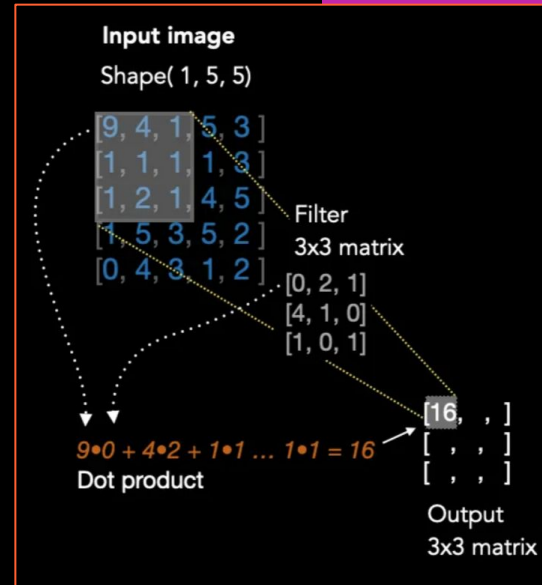 Input image
Shape( 1, 5, 5)
[9, 4, 1, 5, 3 ]
[1, 1, 1, 1, 3]
[1, 2, 1, 4, 5]
[1, 5, 3, 5, 2]
[0, 4, 3, 1, 2]
Filter
3x3 matrix
[0, 2, 1]
[4, 1, 0]
[1, 0, 1]
9•0 + 4•2 + 1•1 ... 1•1 = 16
Dot product
[16, , ]
[ , , ]
[ , , ]
Output
3x3 matrix